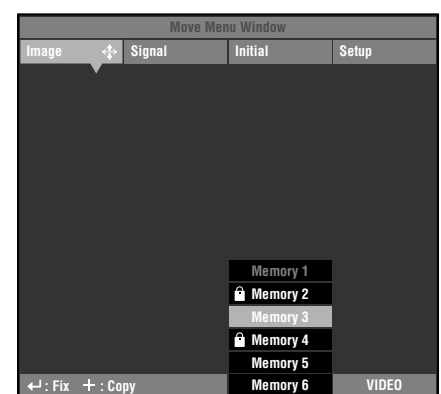 Move Menu Window
Image Signal Initial Setup
Memory 1
Memory 2
Memory 3
Memory 4
Memory 5
↵ : Fix + : Copy Memory 6 VIDEO